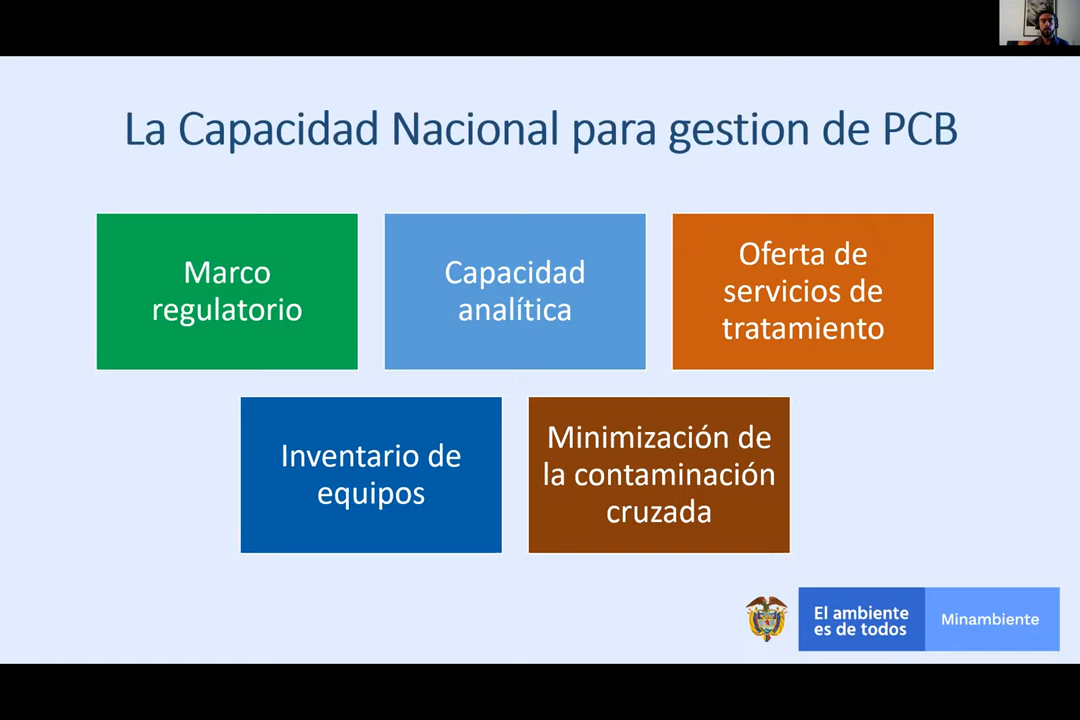 La Capacidad Nacional para gestion de PCB
Marco
regulatorio
Capacidad
analítica
Oferta de
servicios de
tratamiento
Inventario de
equipos
Minimización de
la contaminación
cruzada
El ambiente
es de todos
Minambiente